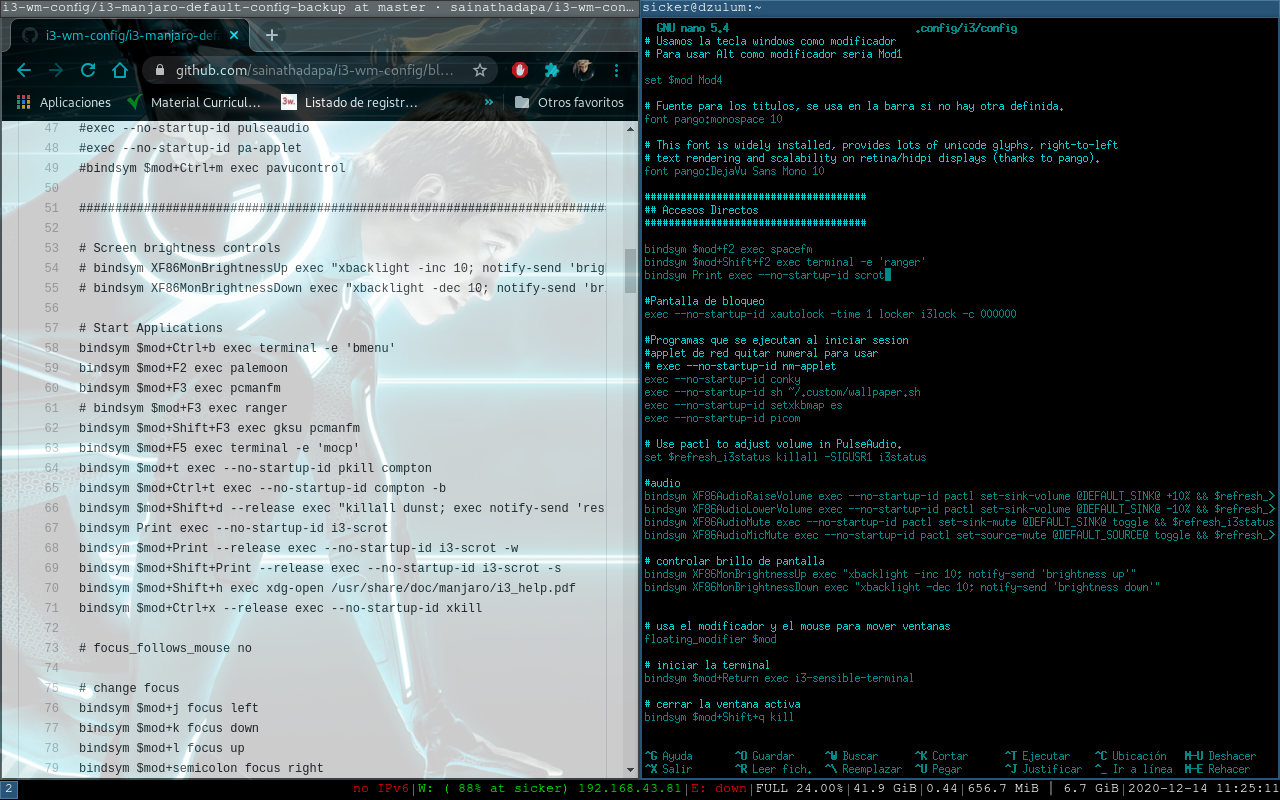 i3-wm-config/i3-manjaro-default-config-backup at master · sainathadapa/i3-wm-con...
i3-wm-config/i3-manjaro-def
github.com/sainathadapa/i3-wm-config/bl...
Aplicaciones
Material Curricul...
3w.
Listado de registr...
»
Otros favoritos
47 #exec --no-startup-id pulseaudio
48 #exec --no-startup-id pa-applet
49 #bindsym $mod+Ctrl+m exec pavucontrol
50
51 #########################################################################
52
53 # Screen brightness controls
54 # bindsym XF86MonBrightnessUp exec "xbacklight -inc 10; notify-send 'brig
55 # bindsym XF86MonBrightnessDown exec "xbacklight -dec 10; notify-send 'br
56
57 # Start Applications
58 bindsym $mod+Ctrl+b exec terminal -e 'bmenu'
59 bindsym $mod+F2 exec palemoon
60 bindsym $mod+F3 exec pcmanfm
61 # bindsym $mod+F3 exec ranger
62 bindsym $mod+Shift+F3 exec gksu pcmanfm
63 bindsym $mod+F5 exec terminal -e 'mocp'
64 bindsym $mod+t exec --no-startup-id pkill compton
65 bindsym $mod+Ctrl+t exec --no-startup-id compton -b
66 bindsym $mod+Shift+d --release exec "killall dunst; exec notify-send 'res
67 bindsym Print exec --no-startup-id i3-scrot
68 bindsym $mod+Print --release exec --no-startup-id i3-scrot -w
69 bindsym $mod+Shift+Print --release exec --no-startup-id i3-scrot -s
70 bindsym $mod+Shift+h exec xdg-open /usr/share/doc/manjaro/i3_help.pdf
71 bindsym $mod+Ctrl+x --release exec --no-startup-id xkill
72
73 # focus_follows_mouse no
74
75 # change focus
76 bindsym $mod+j focus left
77 bindsym $mod+k focus down
78 bindsym $mod+l focus up
79 bindsym $mod+semicolon focus right
sicker@dzulum:~
GNU nano 5.4 .config/i3/config
# Usamos la tecla windows como modificador
# Para usar Alt como modificador seria Mod1
set $mod Mod4
# Fuente para los titulos, se usa en la barra si no hay otra definida.
font pango:monospace 10
# This font is widely installed, provides lots of unicode glyphs, right-to-left
# text rendering and scalability on retina/hidpi displays (thanks to pango).
font pango:DejaVu Sans Mono 10
#####################################
## Accesos Directos
#####################################
bindsym $mod+f2 exec spacefm
bindsym $mod+Shift+f2 exec terminal -e 'ranger'
bindsym Print exec --no-startup-id scrot
#Pantalla de bloqueo
exec --no-startup-id xautolock -time 1 locker i3lock -c 000000
#Programas que se ejecutan al iniciar sesion
#applet de red quitar numeral para usar
# exec --no-startup-id nm-applet
exec --no-startup-id conky
exec --no-startup-id sh ~/.custom/wallpaper.sh
exec --no-startup-id setxkbmap es
exec --no-startup-id picom
# Use pactl to adjust volume in PulseAudio.
set $refresh_i3status killall -SIGUSR1 i3status
#audio
bindsym XF86AudioRaiseVolume exec --no-startup-id pactl set-sink-volume @DEFAULT_SINK@ +10% && $refresh_>
bindsym XF86AudioLowerVolume exec --no-startup-id pactl set-sink-volume @DEFAULT_SINK@ -10% && $refresh_>
bindsym XF86AudioMute exec --no-startup-id pactl set-sink-mute @DEFAULT_SINK@ toggle && $refresh_i3status
bindsym XF86AudioMicMute exec --no-startup-id pactl set-source-mute @DEFAULT_SOURCE@ toggle && $refresh_>
# controlar brillo de pantalla
bindsym XF86MonBrightnessUp exec "xbacklight -inc 10; notify-send 'brightness up'"
bindsym XF86MonBrightnessDown exec "xbacklight -dec 10; notify-send 'brightness down'"
# usa el modificador y el mouse para mover ventanas
floating_modifier $mod
# iniciar la terminal
bindsym $mod+Return exec i3-sensible-terminal
# cerrar la ventana activa
bindsym $mod+Shift+q kill
^G Ayuda ^O Guardar ^W Buscar ^K Cortar ^T Ejecutar ^C Ubicación M-U Deshacer
^X Salir ^R Leer fich. ^\ Reemplazar ^U Pegar ^J Justificar ^_ Ir a línea M-E Rehacer
2
no IPv6|W: ( 88% at sicker) 192.168.43.81|E: down|FULL 24.00%|41.9 GiB|0.44|656.7 MiB | 6.7 GiB|2020-12-14 11:25:11